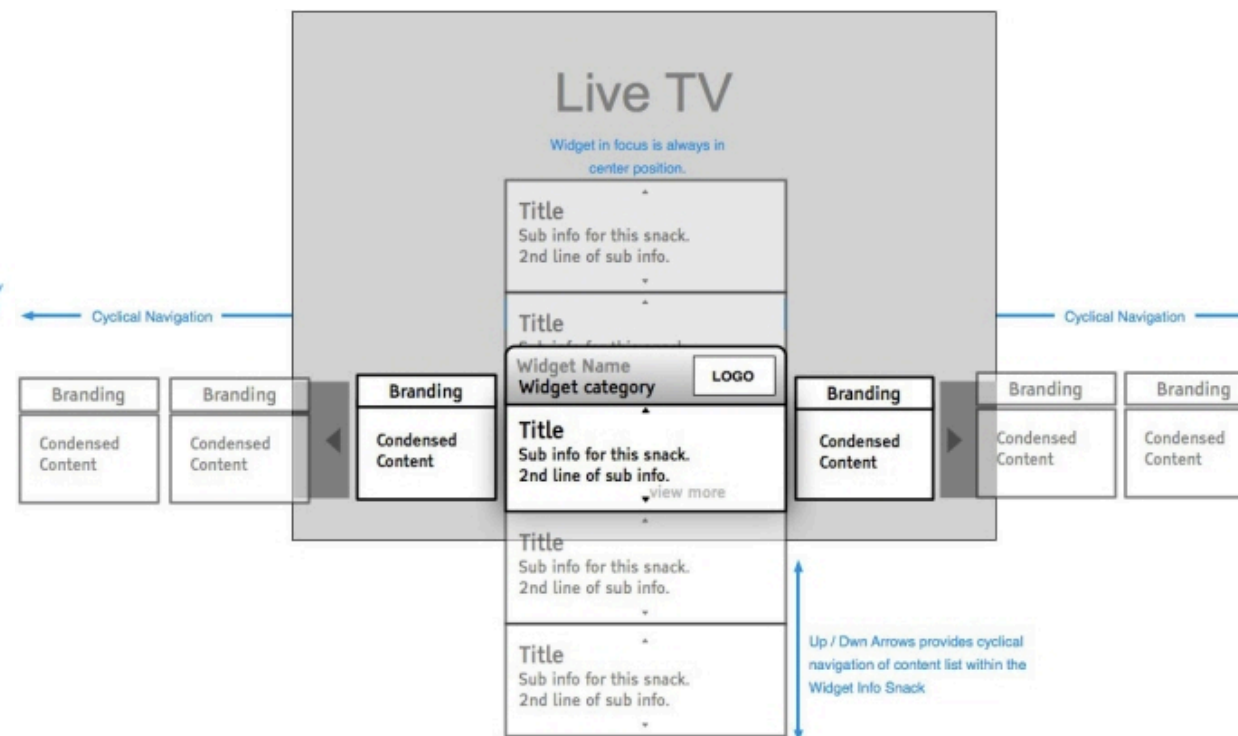 Live TV
Widget in focus is always in
center position.
Title
Sub info for this snack.
2nd line of sub info.
Title
Cyclical Navigation
Cyclical Navigation
Widget Name
Widget category
LOGO
Branding
Branding
Branding
Branding
Branding
Branding
Condensed
Content
Condensed
Content
Condensed
Content
Title
Sub info for this snack.
2nd line of sub info.
view more
Condensed
Content
Condensed
Content
Condensed
Content
Title
Sub info for this snack.
2nd line of sub info.
Title
Sub info for this snack.
2nd line of sub info.
Up / Dwn Arrows provides cyclical
navigation of content list within the
Widget Info Snack